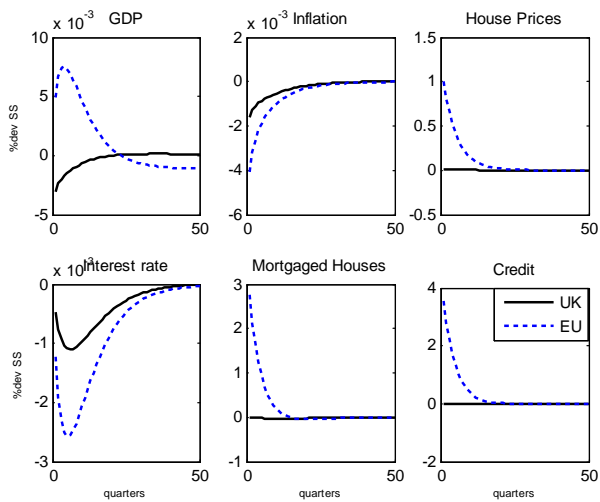 x 10-3 GDP
x 10-3 Inflation
House Prices
10
5
0
-5
%dev SS
0 50
2
0
-2
-4
-6
0 50
1.5
1
0.5
0
-0.5
0 50
x 10-3 Interest rate
Mortgaged Houses
Credit
0
-1
-2
-3
%dev SS
0 50
quarters
3
2
1
0
-1
0 50
quarters
4
2
0
-2
0 50
quarters
UK
EU